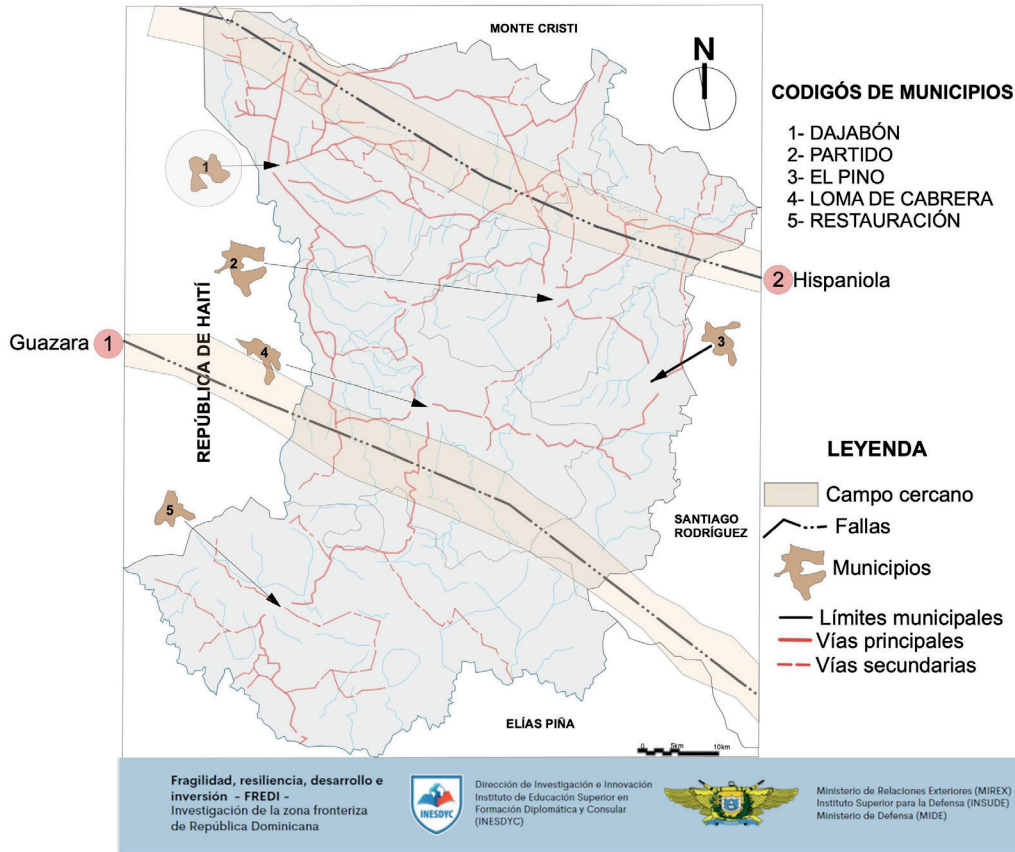 MONTE CRISTI
N
CODIGÓS DE MUNICIPIOS
1- DAJABÓN
2- PARTIDO
3- EL PINO
4- LOMA DE CABRERA
5- RESTAURACIÓN
1
2
2 Hispaniola
REPÚBLICA DE HAITÍ
Guazara 1
4
3
LEYENDA
Campo cercano
Fallas
Municipios
Límites municipales
Vías principales
Vías secundarias
5
SANTIAGO
RODRÍGUEZ
ELÍAS PIÑA
0 5km 10km
Fragilidad, resiliencia, desarrollo e
inversión - FREDI -
Investigación de la zona fronteriza
de República Dominicana
INESDYC
Dirección de Investigación e Innovación
Instituto de Educación Superior en
Formación Diplomática y Consular
(INESDYC)
Ministerio de Relaciones Exteriores (MIREX)
Instituto Superior para la Defensa (INSUDE)
Ministerio de Defensa (MIDE)